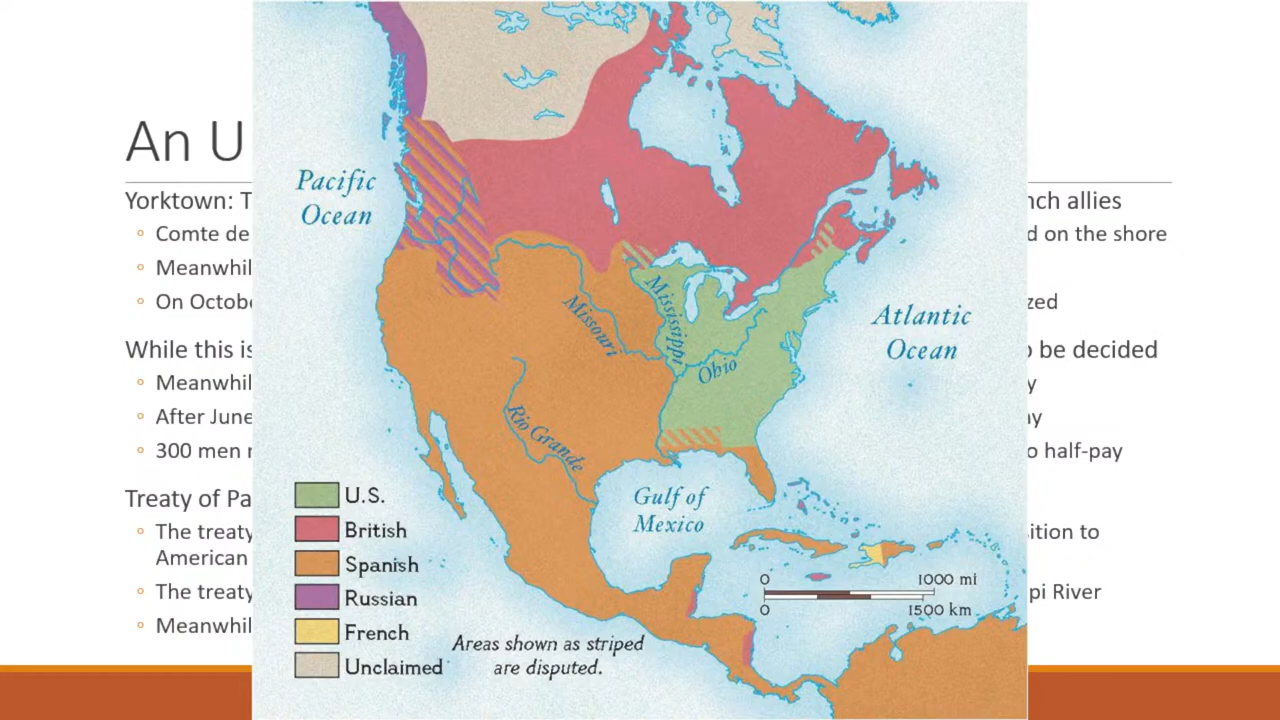 An U
Yorktown: T
nch allies
Comte de
d on the shore
Meanwhil
On Octobe
zed
While this is
o be decided
Meanwhil
y
After June
ay
300 men r
o half-pay
Treaty of Pa
The treaty
ition to
American
The treaty
pi River
Meanwhil
Pacific
Ocean
Atlantic
Ocean
Missouri
Mississippi
Ohio
Rio Grande
Gulf of
Mexico
U.S.
British
Spanish
Russian
French
Unclaimed
Areas shown as striped
are disputed.
0 1000 mi
0 1500 km